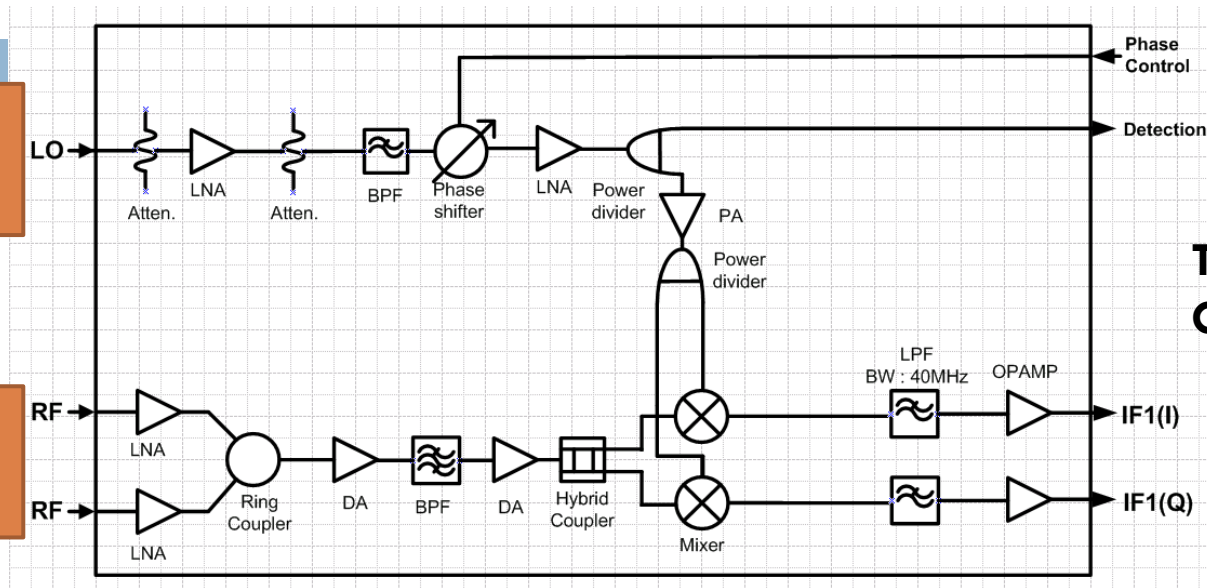 Phase
Control
Detection
LO
LNA
Atten.
Atten.
BPF
Phase
shifter
LNA
Power
divider
PA
Power
divider
LPF
BW : 40MHz
OPAMP
RF
LNA
IF1(I)
Ring
Coupler
DA
BPF
DA
Hybrid
Coupler
RF
LNA
Mixer
IF1(Q)